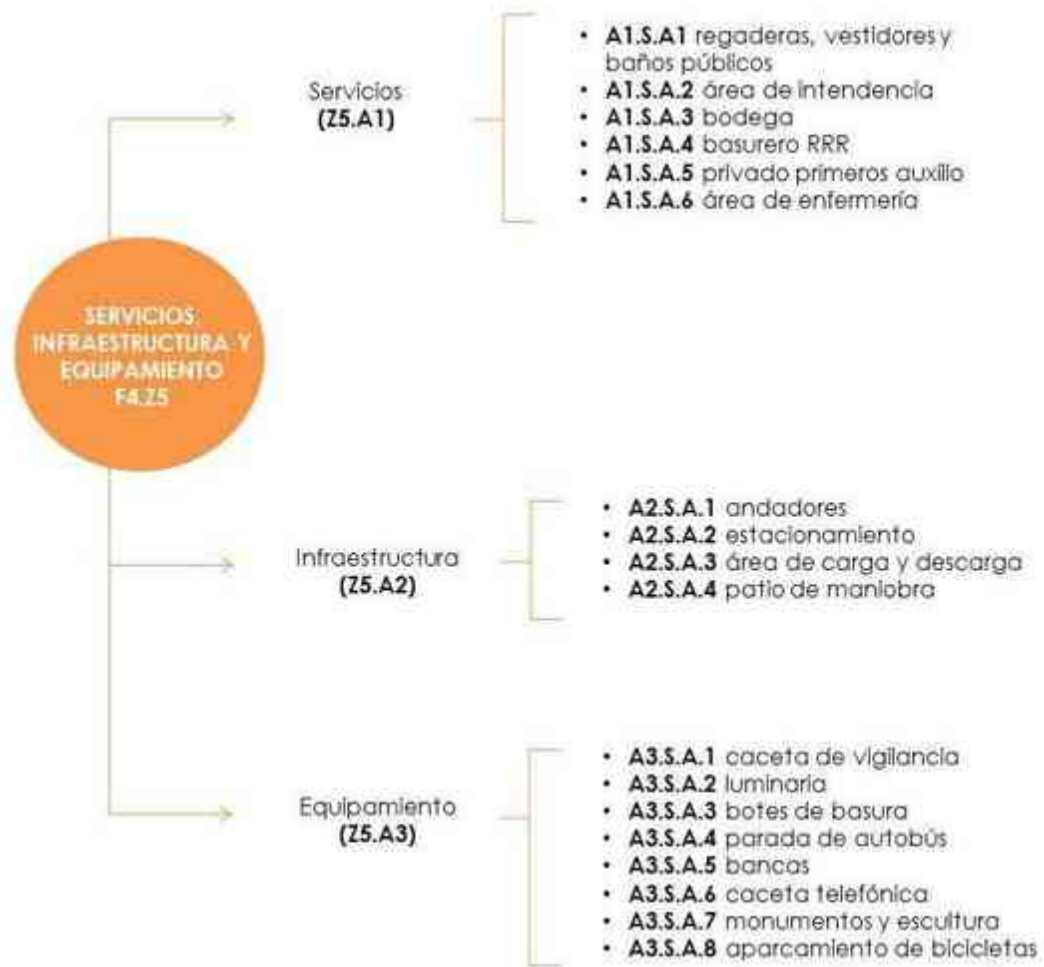 Servicios
(Z5.A1)
• A1.S.A1 regaderas, vestidores y
baños públicos
• A1.S.A.2 área de intendencia
• A1.S.A.3 bodega
• A1.S.A.4 basurero RRR
• A1.S.A.5 privado primeros auxilio
• A1.S.A.6 área de enfermería
SERVICIOS
INFRAESTRUCTURA Y
EQUIPAMIENTO
F4.Z5
Infraestructura
(Z5.A2)
• A2.S.A.1 andadores
• A2.S.A.2 estacionamiento
• A2.S.A.3 área de carga y descarga
• A2.S.A.4 patio de maniobra
Equipamiento
(Z5.A3)
• A3.S.A.1 caceta de vigilancia
• A3.S.A.2 luminaria
• A3.S.A.3 botes de basura
• A3.S.A.4 parada de autobús
• A3.S.A.5 bancas
• A3.S.A.6 caceta telefónica
• A3.S.A.7 monumentos y escultura
• A3.S.A.8 aparcamiento de bicicletas